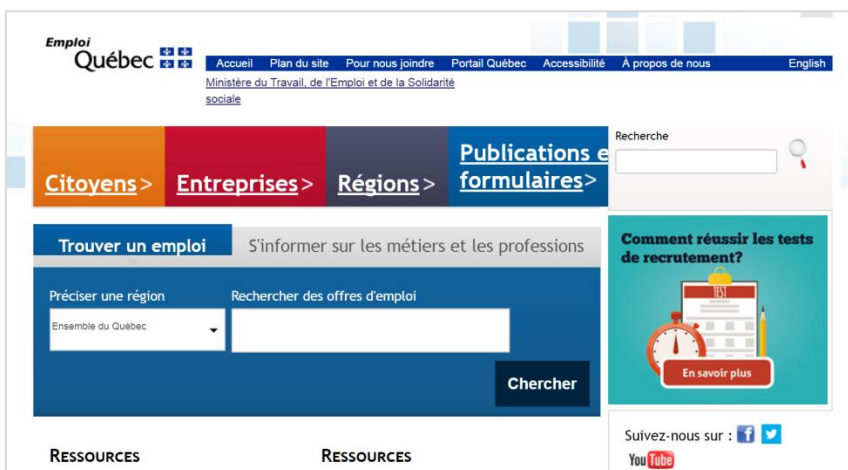 Emploi
Québec
Accueil Plan du site Pour nous joindre Portail Québec Accessibilité À propos de nous English
Ministère du Travail, de l'Emploi et de la Solidarité
sociale
Citoyens>
Entreprises>
Régions>
Publications e
formulaires>
Recherche
Trouver un emploi
S'informer sur les métiers et les professions
Préciser une région
Ensemble du Québec
Rechercher des offres d'emploi
Chercher
Comment réussir les tests
de recrutement?
TEST
En savoir plus
Suivez-nous sur :
You Tube
RESSOURCES
RESSOURCES